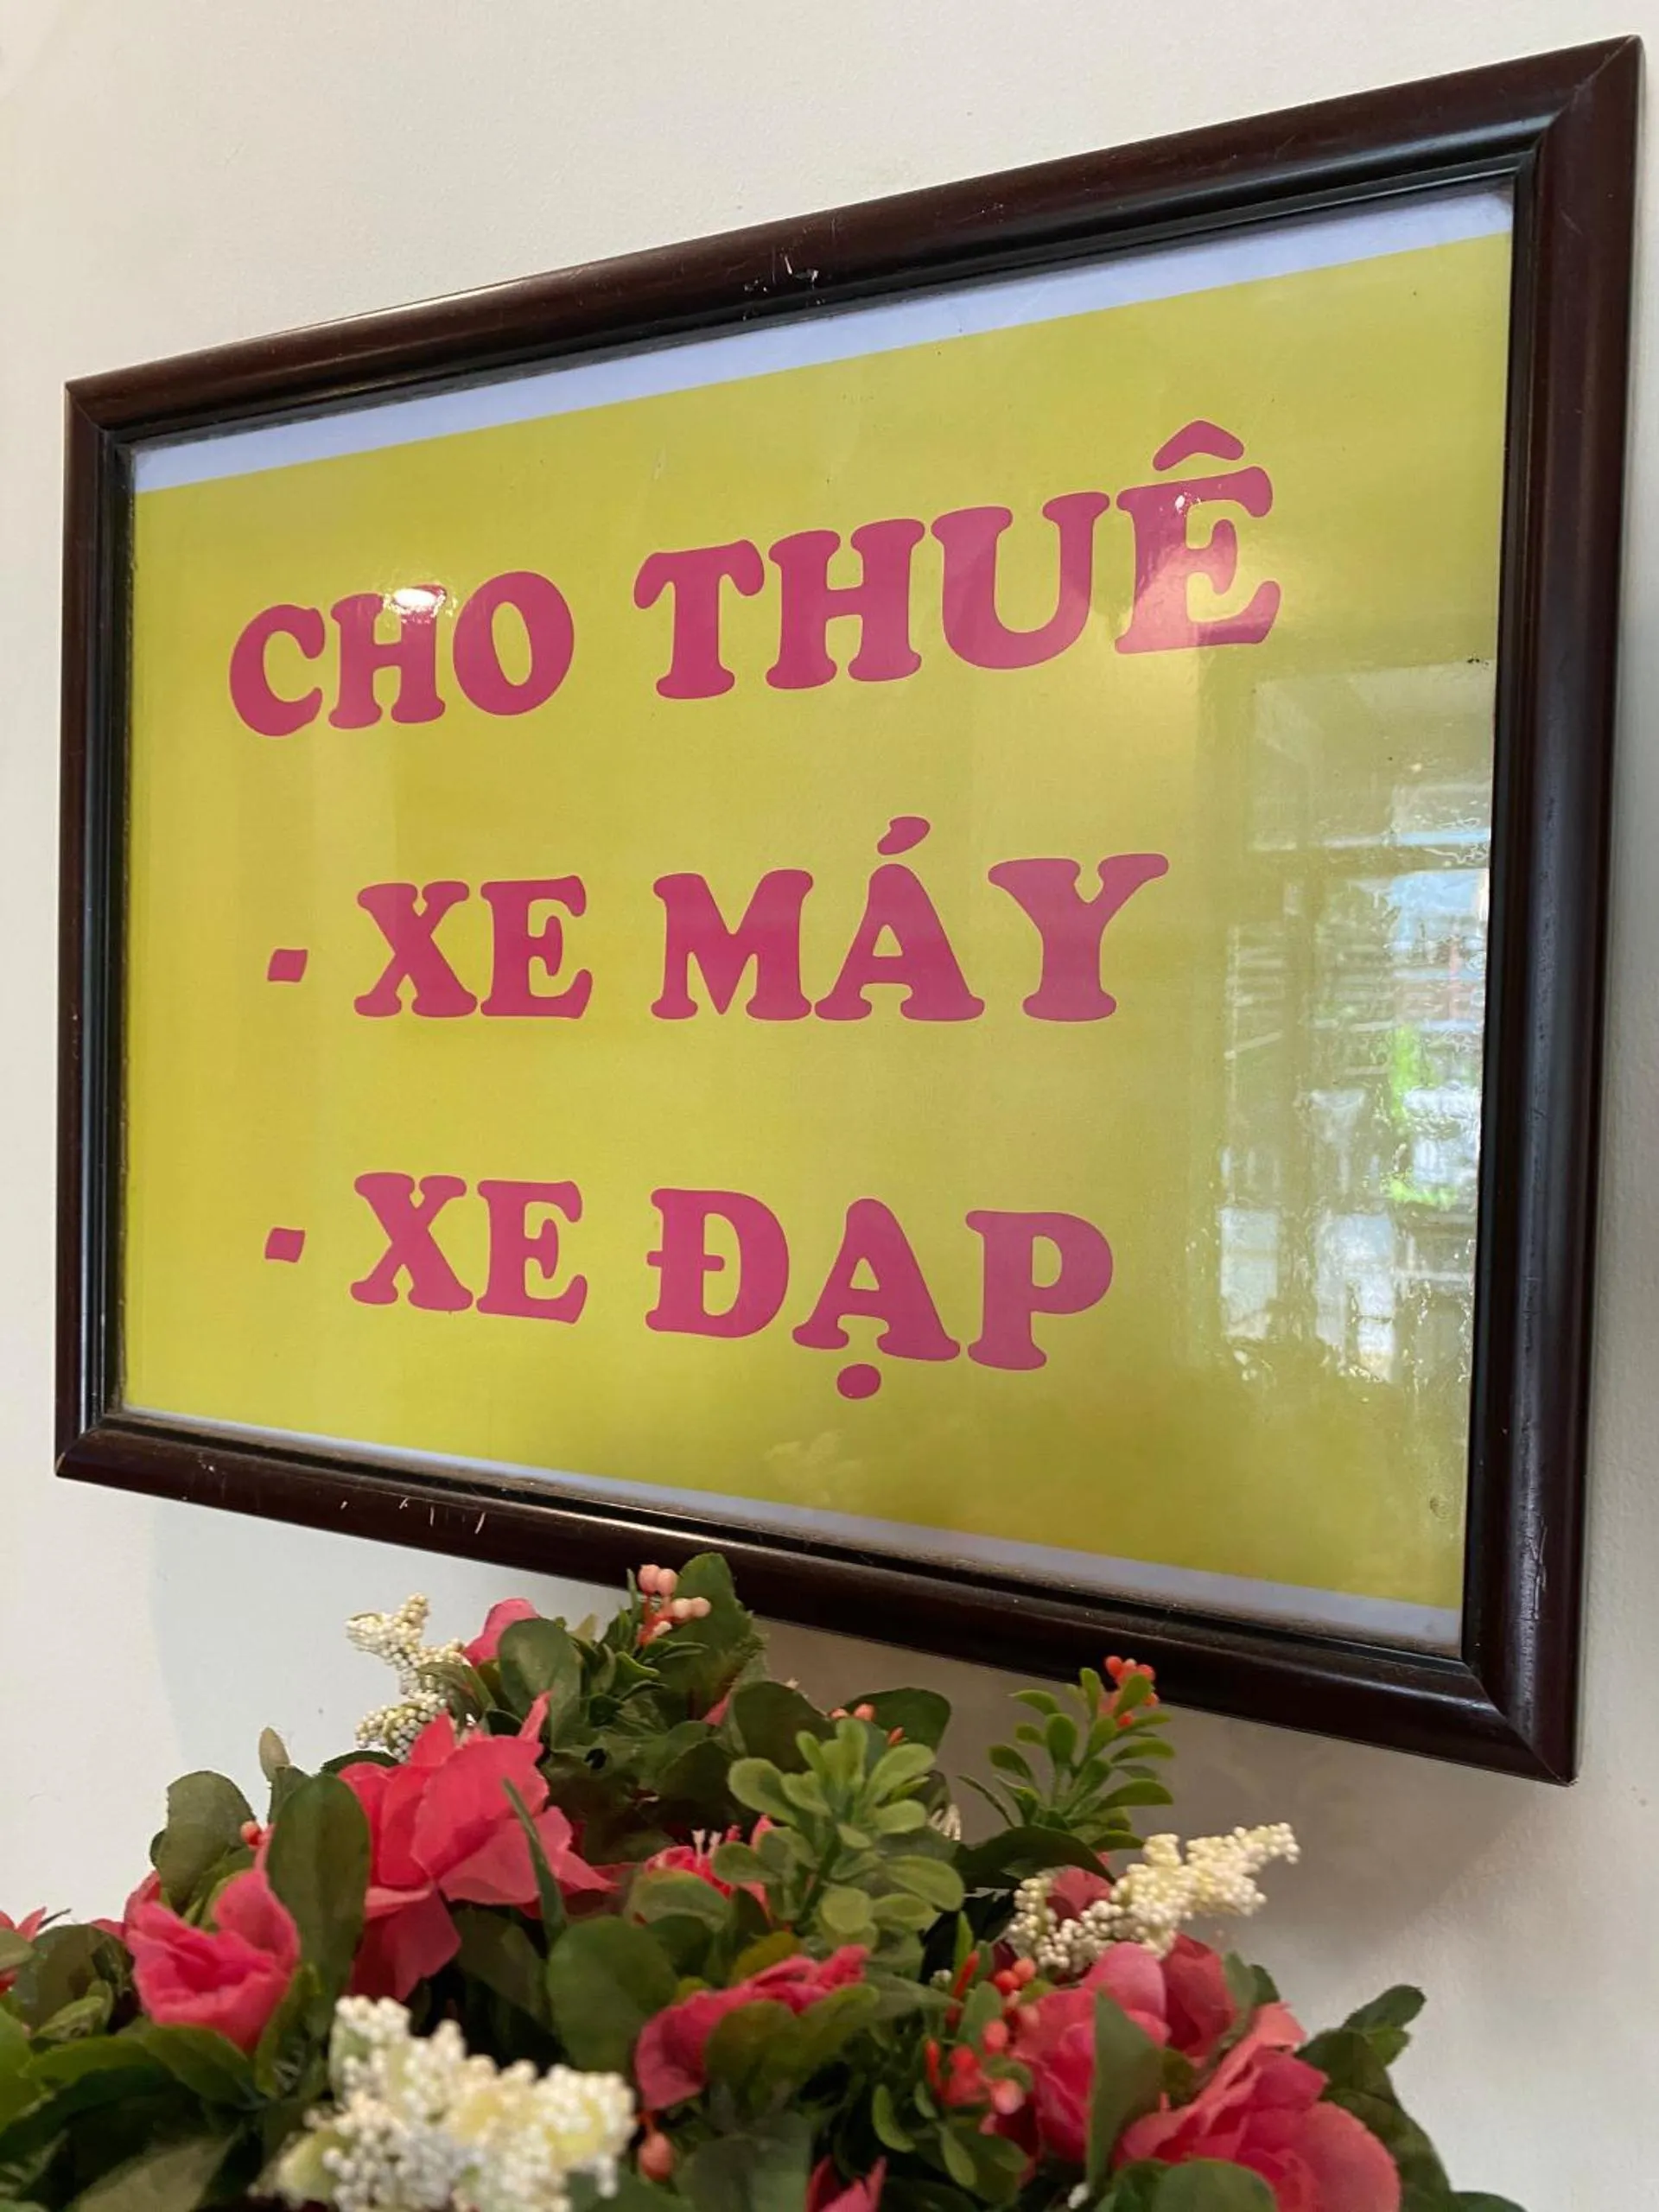 CHO THUÊ
- XE MÁY
- XE ĐẠP